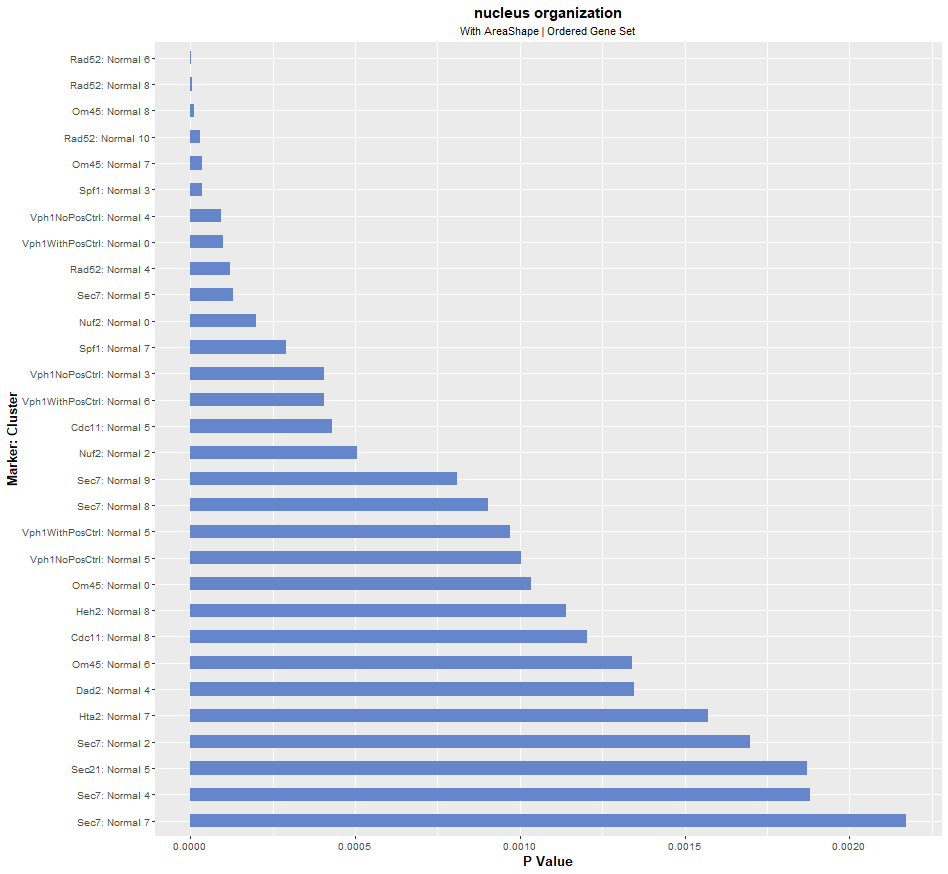 nucleus organization
With AreaShape | Ordered Gene Set
Rad52: Normal 6
Rad52: Normal 8
Om45: Normal 8
Rad52: Normal 10
Om45: Normal 7
Spf1: Normal 3
Vph1NoPosCtrl: Normal 4
Vph1WithPosCtrl: Normal 0
Rad52: Normal 4
Sec7: Normal 5
Nuf2: Normal 0
Spf1: Normal 7
Vph1NoPosCtrl: Normal 3
Vph1WithPosCtrl: Normal 6
Cdc11: Normal 5
Nuf2: Normal 2
Sec7: Normal 9
Sec7: Normal 8
Vph1WithPosCtrl: Normal 5
Vph1NoPosCtrl: Normal 5
Om45: Normal 0
Heh2: Normal 8
Cdc11: Normal 8
Om45: Normal 6
Dad2: Normal 4
Hta2: Normal 7
Sec7: Normal 2
Sec21: Normal 5
Sec7: Normal 4
Sec7: Normal 7
Marker: Cluster
0.0000 0.0005 0.0010 0.0015 0.0020
P Value